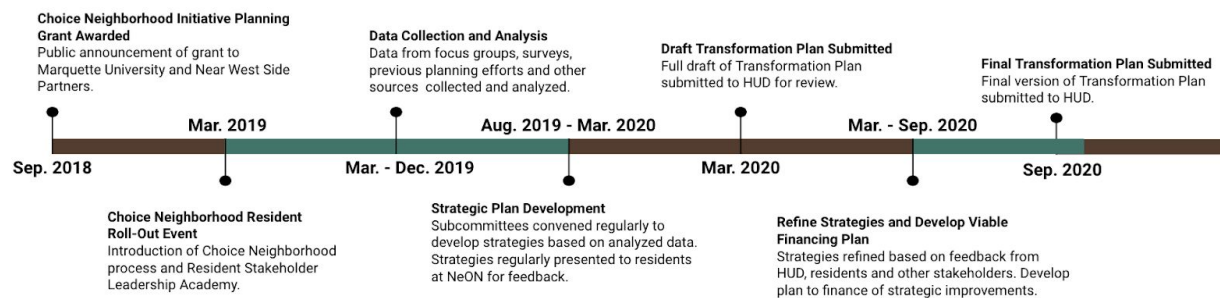 Choice Neighborhood Initiative Planning
Grant Awarded
Public announcement of grant to
Marquette University and Near West Side
Partners.
Sep. 2018
Mar. 2019
Choice Neighborhood Resident
Roll-Out Event
Introduction of Choice Neighborhood
process and Resident Stakeholder
Leadership Academy.
Data Collection and Analysis
Data from focus groups, surveys,
previous planning efforts and other
sources collected and analyzed.
Mar. - Dec. 2019
Aug. 2019 - Mar. 2020
Strategic Plan Development
Subcommittees convened regularly to
develop strategies based on analyzed data.
Strategies regularly presented to residents
at NeON for feedback.
Draft Transformation Plan Submitted
Full draft of Transformation Plan
submitted to HUD for review.
Mar. 2020
Mar. - Sep. 2020
Refine Strategies and Develop Viable
Financing Plan
Strategies refined based on feedback from
HUD, residents and other stakeholders. Develop
plan to finance of strategic improvements.
Final Transformation Plan Submitted
Final version of Transformation Plan
submitted to HUD.
Sep. 2020